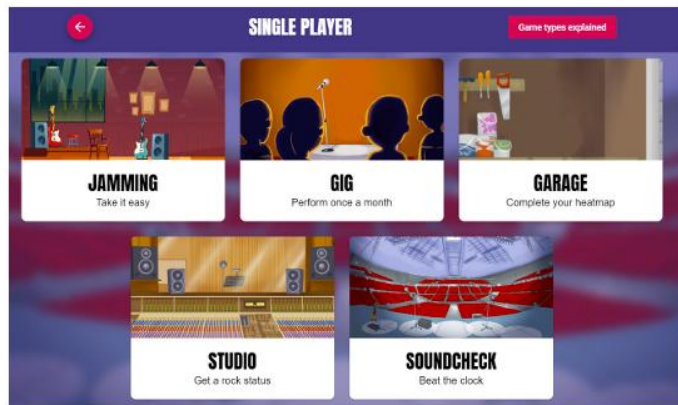 SINGLE PLAYER
Game types explained
JAMMING
Take it easy
GIG
Perform once a month
GARAGE
Complete your heatmap
STUDIO
Get a rock status
SOUNDCHECK
Beat the clock